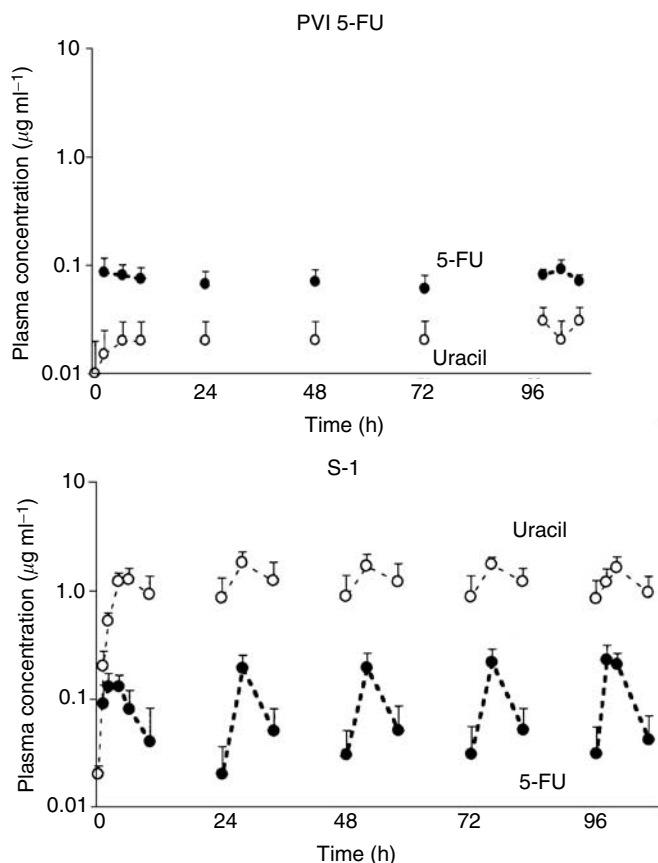 PVI 5-FU
10
1.0
0.1
0.01
Plasma concentration (μg ml−1)
5-FU
Uracil
0 24 48 72 96
Time (h)
S-1
10
1.0
0.1
0.01
Plasma concentration (μg ml−1)
Uracil
5-FU
0 24 48 72 96
Time (h)